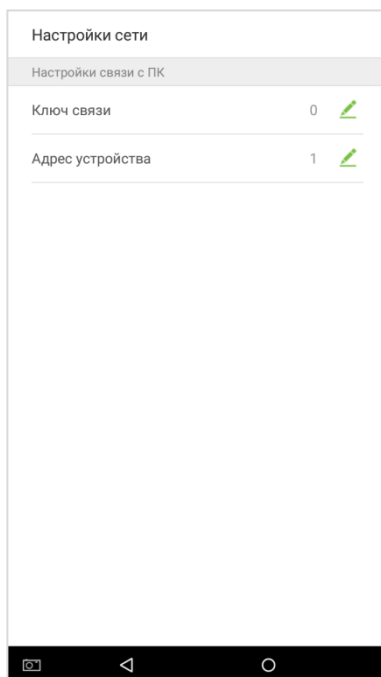 Настройки сети
Настройки связи с ПК
Ключ связи 0
Адрес устройства 1